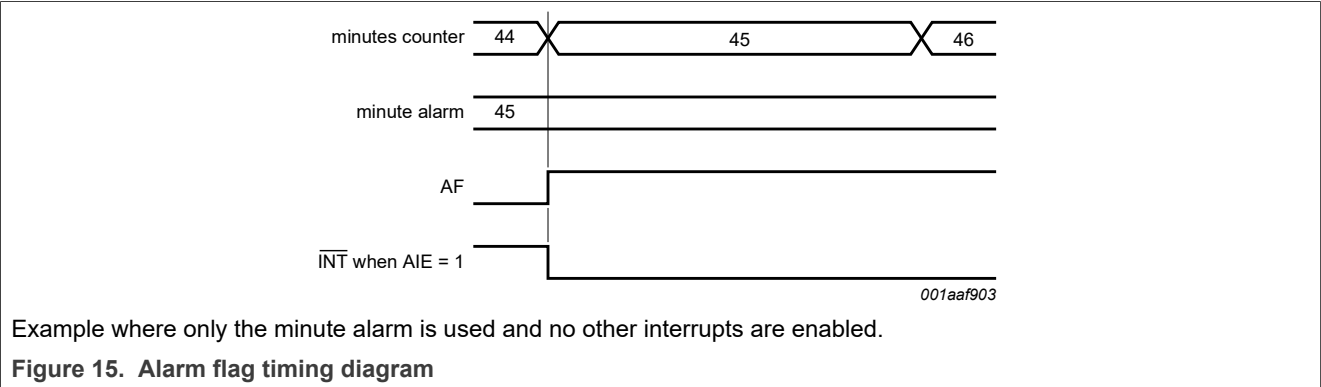 minutes counter 44 45 46
minute alarm 45
AF
INT when AIE = 1
001aaf903
Example where only the minute alarm is used and no other interrupts are enabled.
Figure 15. Alarm flag timing diagram